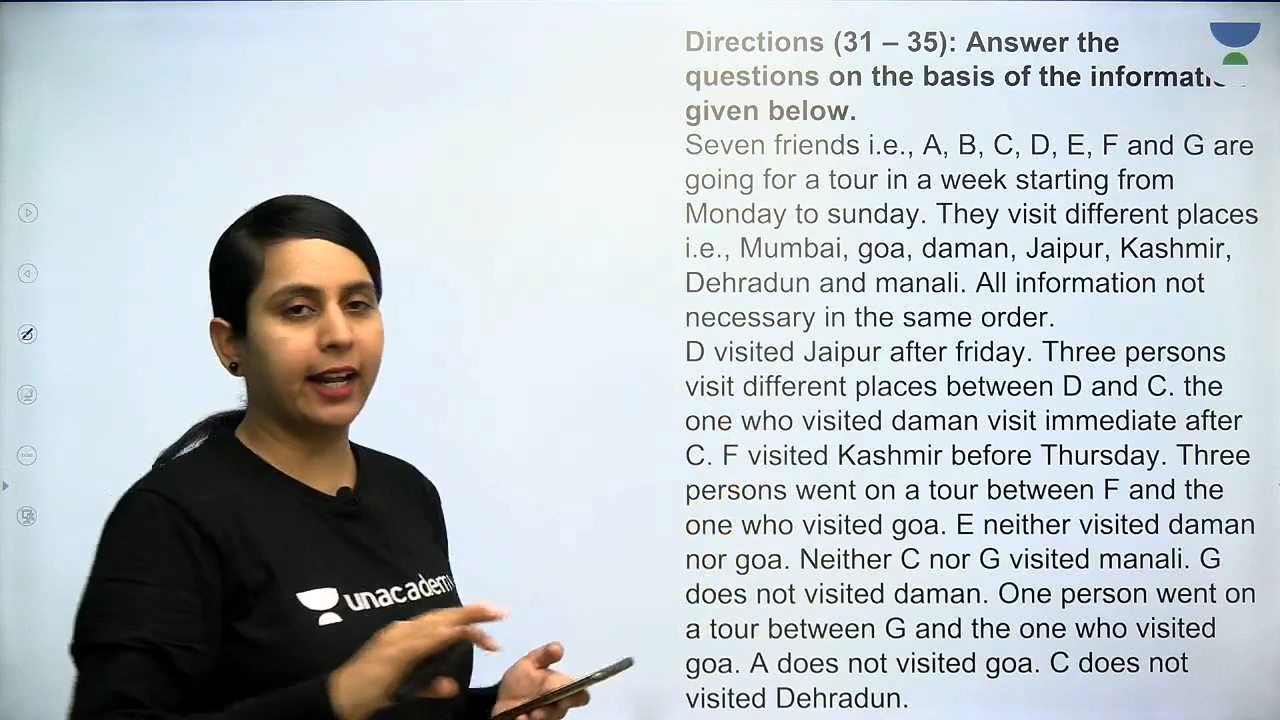 Directions (31 – 35): Answer the
questions on the basis of the
given below.
Seven friends i.e., A, B, C, D, E, F and G are
going for a tour in a week starting from
Monday to sunday. They visit different places
i.e., Mumbai, goa, daman, Jaipur, Kashmir,
Dehradun and manali. All information not
necessary in the same order.
D visited Jaipur after friday. Three persons
visit different places between D and C. the
one who visited daman visit immediate after
C. F visited Kashmir before Thursday. Three
persons went on a tour between F and the
one who visited goa. E neither visited daman
nor goa. Neither C nor G visited manali. G
does not visited daman. One person went on
a tour between G and the one who visited
goa. A does not visited goa. C does not
visited Dehradun.
unacademy